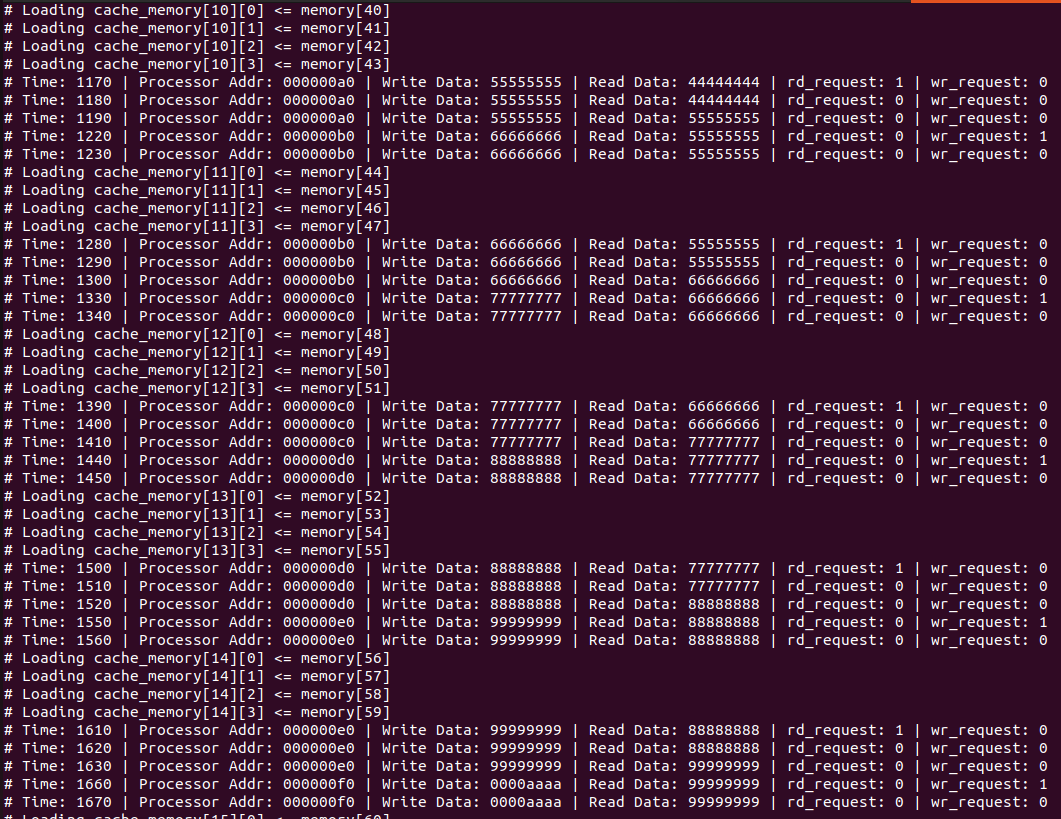 # Loading cache_memory[10][0] <= memory[40]
# Loading cache_memory[10][1] <= memory[41]
# Loading cache_memory[10][2] <= memory[42]
# Loading cache_memory[10][3] <= memory[43]
# Time: 1170 | Processor Addr: 000000a0 | Write Data: 55555555 | Read Data: 44444444 | rd_request: 1 | wr_request: 0
# Time: 1180 | Processor Addr: 000000a0 | Write Data: 55555555 | Read Data: 44444444 | rd_request: 0 | wr_request: 0
# Time: 1190 | Processor Addr: 000000a0 | Write Data: 55555555 | Read Data: 55555555 | rd_request: 0 | wr_request: 0
# Time: 1220 | Processor Addr: 000000b0 | Write Data: 66666666 | Read Data: 55555555 | rd_request: 0 | wr_request: 1
# Time: 1230 | Processor Addr: 000000b0 | Write Data: 66666666 | Read Data: 55555555 | rd_request: 0 | wr_request: 0
# Loading cache_memory[11][0] <= memory[44]
# Loading cache_memory[11][1] <= memory[45]
# Loading cache_memory[11][2] <= memory[46]
# Loading cache_memory[11][3] <= memory[47]
# Time: 1280 | Processor Addr: 000000b0 | Write Data: 66666666 | Read Data: 55555555 | rd_request: 1 | wr_request: 0
# Time: 1290 | Processor Addr: 000000b0 | Write Data: 66666666 | Read Data: 55555555 | rd_request: 0 | wr_request: 0
# Time: 1300 | Processor Addr: 000000b0 | Write Data: 66666666 | Read Data: 66666666 | rd_request: 0 | wr_request: 0
# Time: 1330 | Processor Addr: 000000c0 | Write Data: 77777777 | Read Data: 66666666 | rd_request: 0 | wr_request: 1
# Time: 1340 | Processor Addr: 000000c0 | Write Data: 77777777 | Read Data: 66666666 | rd_request: 0 | wr_request: 0
# Loading cache_memory[12][0] <= memory[48]
# Loading cache_memory[12][1] <= memory[49]
# Loading cache_memory[12][2] <= memory[50]
# Loading cache_memory[12][3] <= memory[51]
# Time: 1390 | Processor Addr: 000000c0 | Write Data: 77777777 | Read Data: 66666666 | rd_request: 1 | wr_request: 0
# Time: 1400 | Processor Addr: 000000c0 | Write Data: 77777777 | Read Data: 66666666 | rd_request: 0 | wr_request: 0
# Time: 1410 | Processor Addr: 000000c0 | Write Data: 77777777 | Read Data: 77777777 | rd_request: 0 | wr_request: 0
# Time: 1440 | Processor Addr: 000000d0 | Write Data: 88888888 | Read Data: 77777777 | rd_request: 0 | wr_request: 1
# Time: 1450 | Processor Addr: 000000d0 | Write Data: 88888888 | Read Data: 77777777 | rd_request: 0 | wr_request: 0
# Loading cache_memory[13][0] <= memory[52]
# Loading cache_memory[13][1] <= memory[53]
# Loading cache_memory[13][2] <= memory[54]
# Loading cache_memory[13][3] <= memory[55]
# Time: 1500 | Processor Addr: 000000d0 | Write Data: 88888888 | Read Data: 77777777 | rd_request: 1 | wr_request: 0
# Time: 1510 | Processor Addr: 000000d0 | Write Data: 88888888 | Read Data: 77777777 | rd_request: 0 | wr_request: 0
# Time: 1520 | Processor Addr: 000000d0 | Write Data: 88888888 | Read Data: 88888888 | rd_request: 0 | wr_request: 0
# Time: 1550 | Processor Addr: 000000e0 | Write Data: 99999999 | Read Data: 88888888 | rd_request: 0 | wr_request: 1
# Time: 1560 | Processor Addr: 000000e0 | Write Data: 99999999 | Read Data: 88888888 | rd_request: 0 | wr_request: 0
# Loading cache_memory[14][0] <= memory[56]
# Loading cache_memory[14][1] <= memory[57]
# Loading cache_memory[14][2] <= memory[58]
# Loading cache_memory[14][3] <= memory[59]
# Time: 1610 | Processor Addr: 000000e0 | Write Data: 99999999 | Read Data: 88888888 | rd_request: 1 | wr_request: 0
# Time: 1620 | Processor Addr: 000000e0 | Write Data: 99999999 | Read Data: 88888888 | rd_request: 0 | wr_request: 0
# Time: 1630 | Processor Addr: 000000e0 | Write Data: 99999999 | Read Data: 99999999 | rd_request: 0 | wr_request: 0
# Time: 1660 | Processor Addr: 000000f0 | Write Data: 0000aaaa | Read Data: 99999999 | rd_request: 0 | wr_request: 1
# Time: 1670 | Processor Addr: 000000f0 | Write Data: 0000aaaa | Read Data: 99999999 | rd_request: 0 | wr_request: 0
# Loading cache_memory[15][0] <= memory[60]